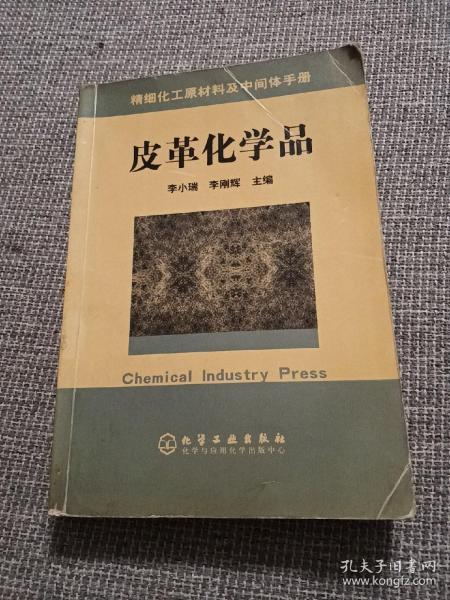 精细化工原材料及中间体手册
皮革化学品
李小瑞 李刚辉 主编
Chemical Industry Press
化学工业出版社
化学与应用化学出版中心
孔夫子旧书网
www.kongfz.com